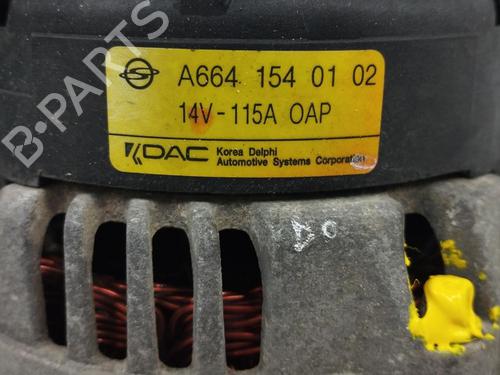 B-PARTS
A664 154 01 02
14V-115A OAP
KDAC Korea Delphi
Automotive Systems Corporation